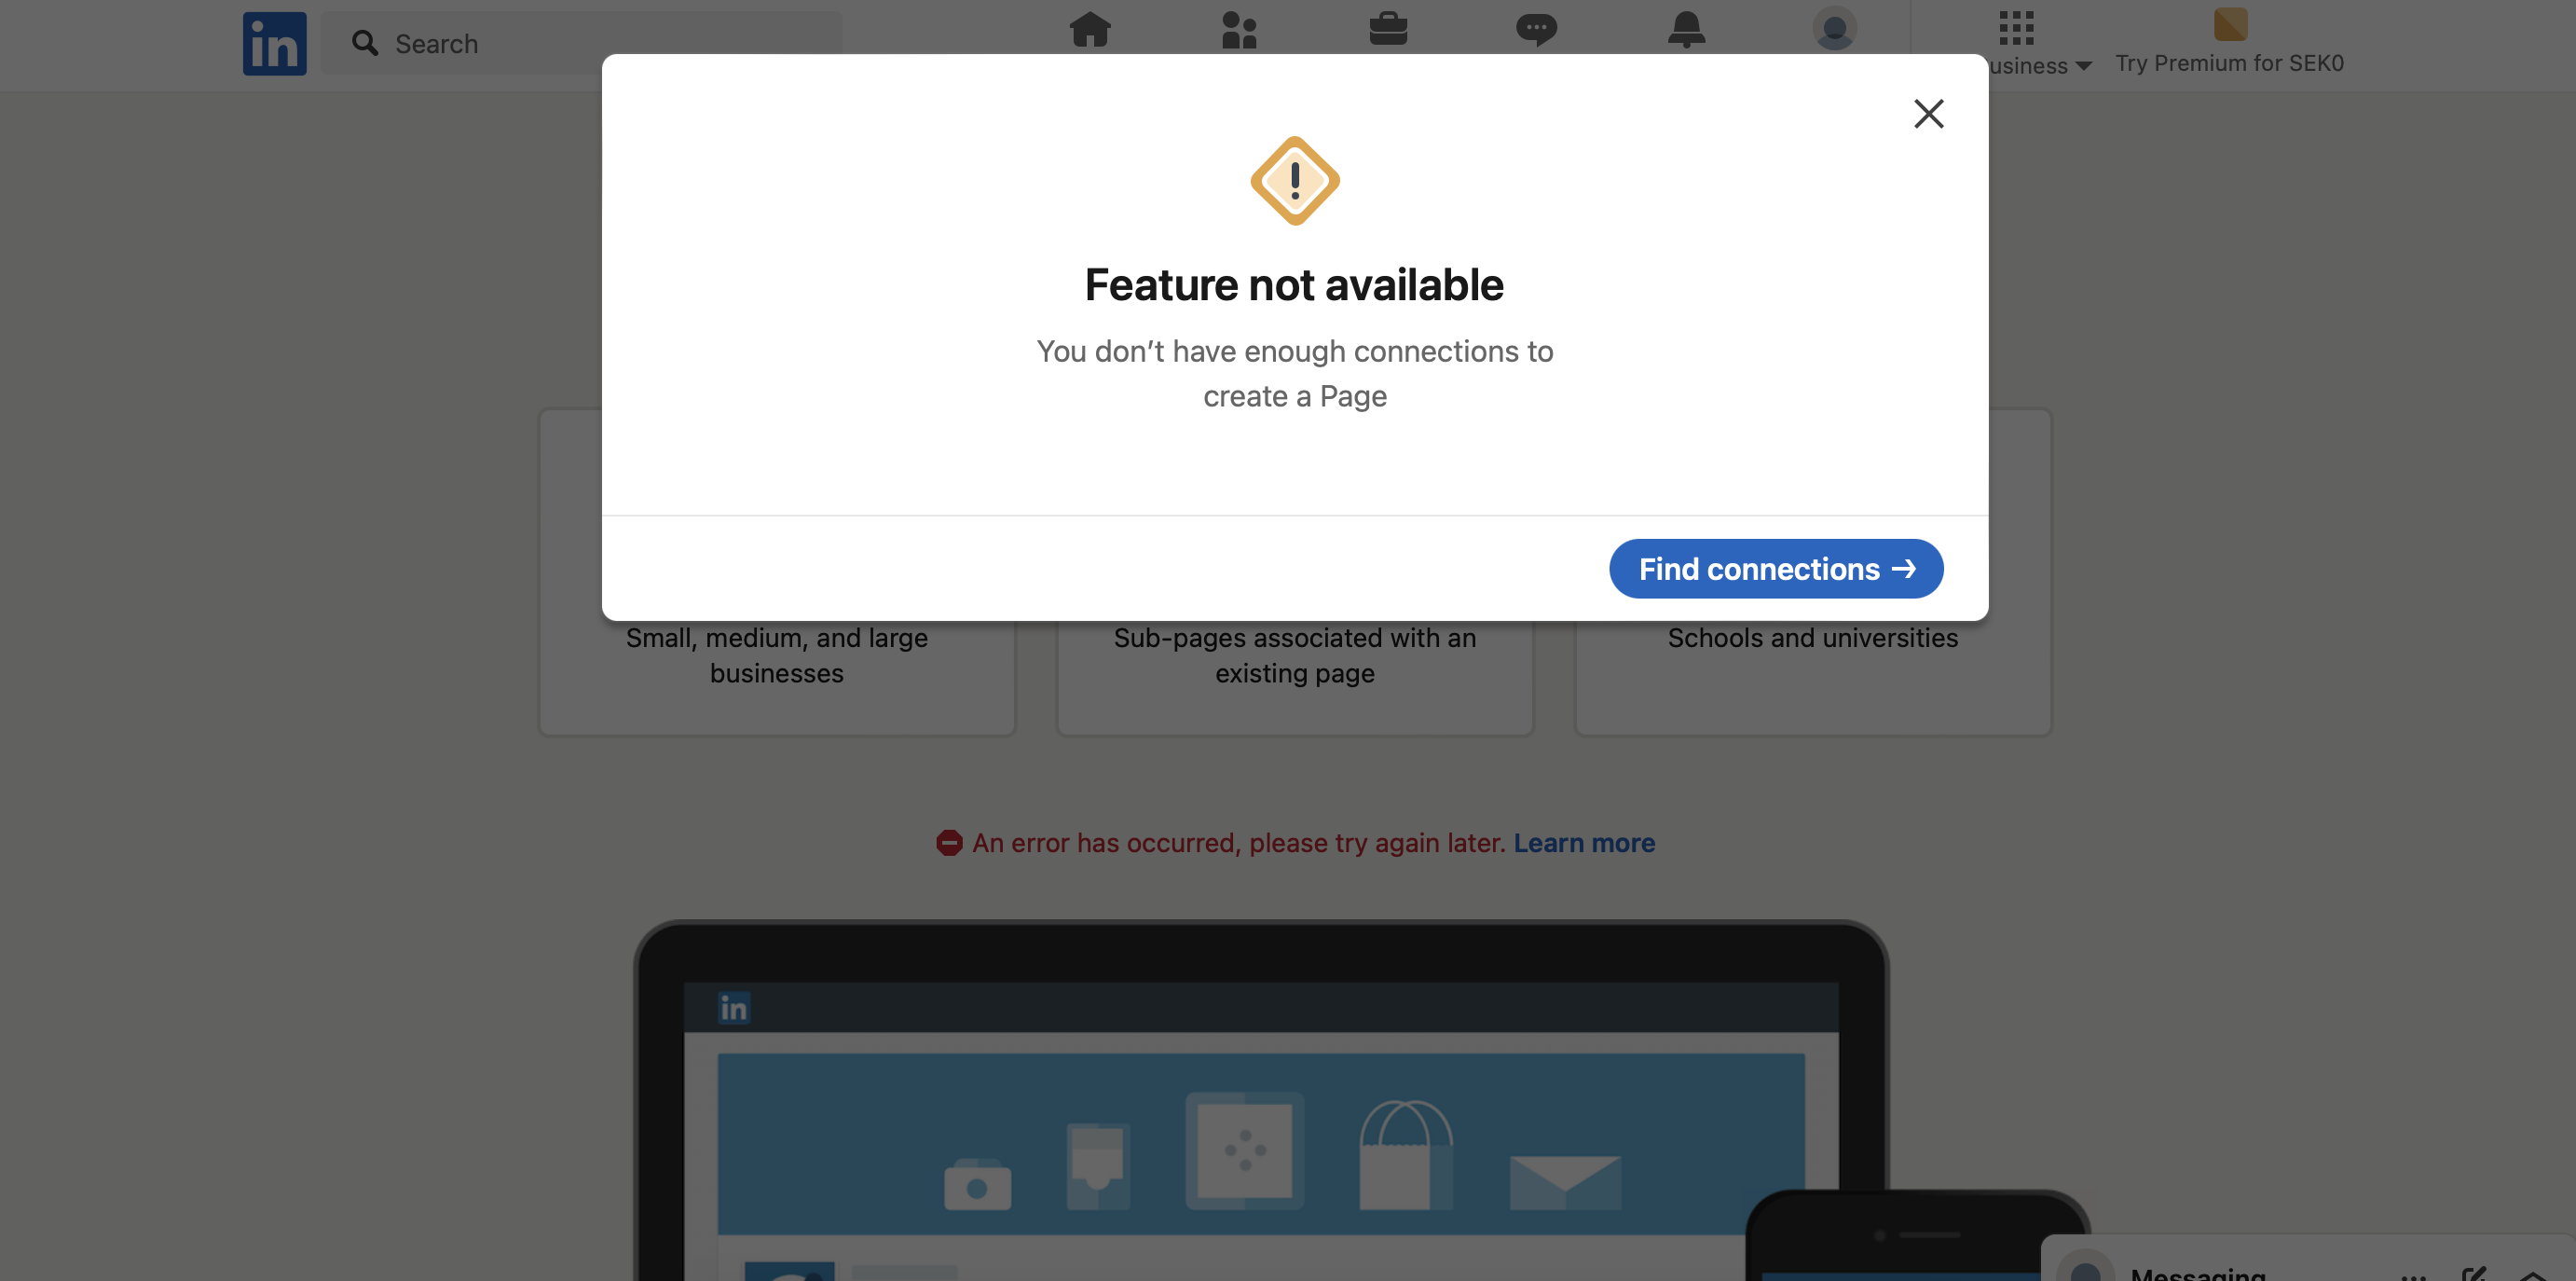 in
Search
usiness
Try Premium for SEK0
Feature not available
You don't have enough connections to
create a Page
Find connections →
Small, medium, and large
businesses
Sub-pages associated with an
existing page
Schools and universities
An error has occurred, please try again later. Learn more
in
Messaging